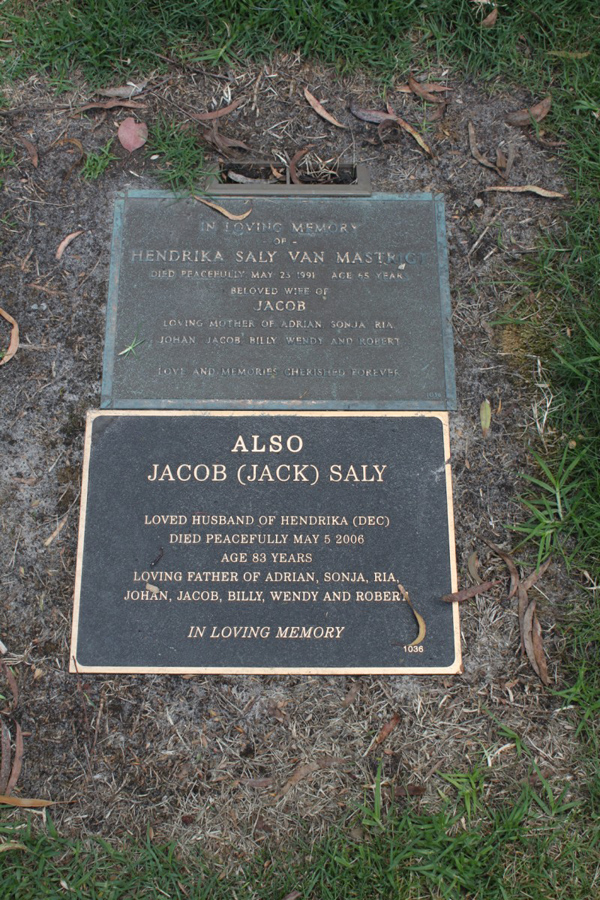 IN LOVING MEMORY
- OF -
HENDRIKA SALY VAN MASTRIGT
DIED PEACEFULLY MAY 23 1991 AGE 65 YEARS
BELOVED WIFE OF
JACOB
LOVING MOTHER OF ADRIAN, SONJA, RIA,
JOHAN, JACOB, BILLY, WENDY AND ROBERT
LOVE AND MEMORIES CHERISHED FOREVER
1036
ALSO
JACOB (JACK) SALY
LOVED HUSBAND OF HENDRIKA (DEC)
DIED PEACEFULLY MAY 5 2006
AGE 83 YEARS
LOVING FATHER OF ADRIAN, SONJA, RIA,
JOHAN, JACOB, BILLY, WENDY AND ROBERT
IN LOVING MEMORY
1036